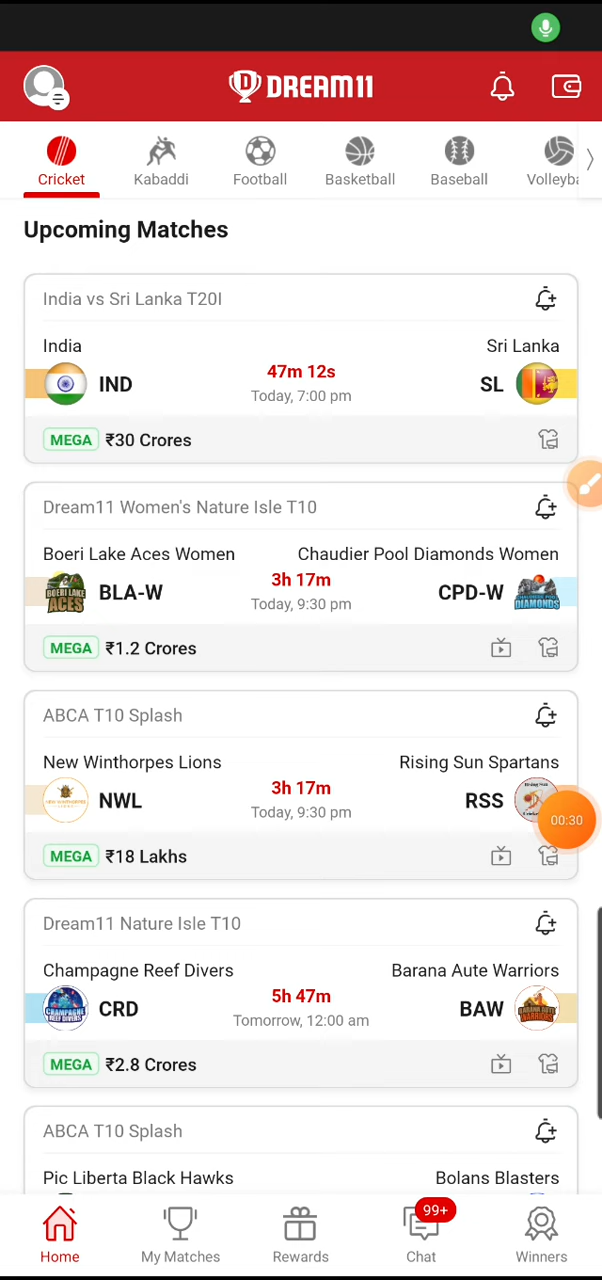 DREAM11
Cricket
Kabaddi
Football
Basketball
Baseball
Volleyba
Upcoming Matches
India vs Sri Lanka T20I
India
Sri Lanka
IND
47m 12s
SL
Today, 7:00 pm
MEGA ₹30 Crores
Dream11 Women's Nature Isle T10
Boeri Lake Aces Women
Chaudier Pool Diamonds Women
BLA-W
3h 17m
CPD-W
Today, 9:30 pm
MEGA ₹1.2 Crores
ABCA T10 Splash
New Winthorpes Lions
Rising Sun Spartans
NWL
3h 17m
RSS
Today, 9:30 pm
00:30
MEGA ₹18 Lakhs
Dream11 Nature Isle T10
Champagne Reef Divers
Barana Aute Warriors
CRD
5h 47m
BAW
Tomorrow, 12:00 am
MEGA ₹2.8 Crores
ABCA T10 Splash
Pic Liberta Black Hawks
Bolans Blasters
99+
Home
My Matches
Rewards
Chat
Winners